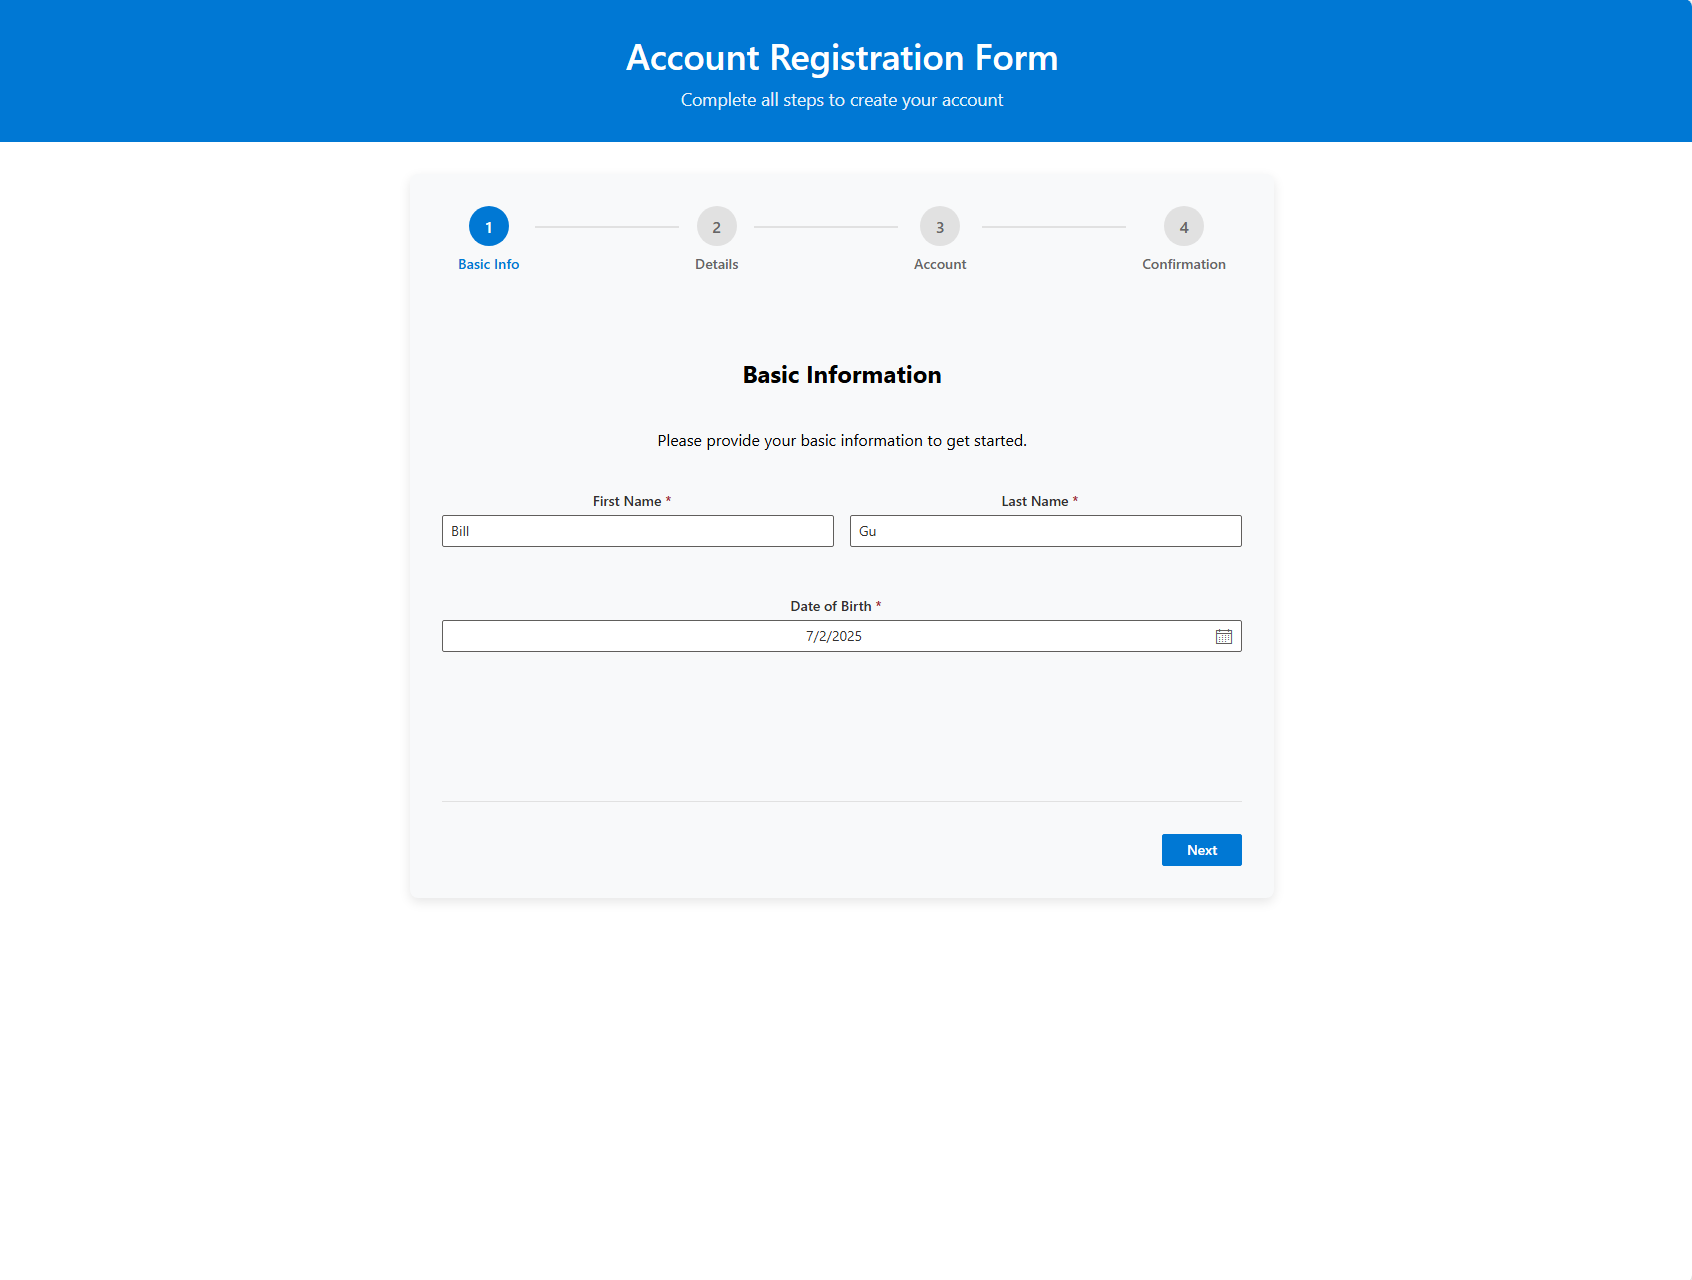 Account Registration Form
Complete all steps to create your account
1
2
3
4
Basic Info
Details
Account
Confirmation
Basic Information
Please provide your basic information to get started.
First Name *
Last Name *
Bill
Gu
Date of Birth *
7/2/2025
Next